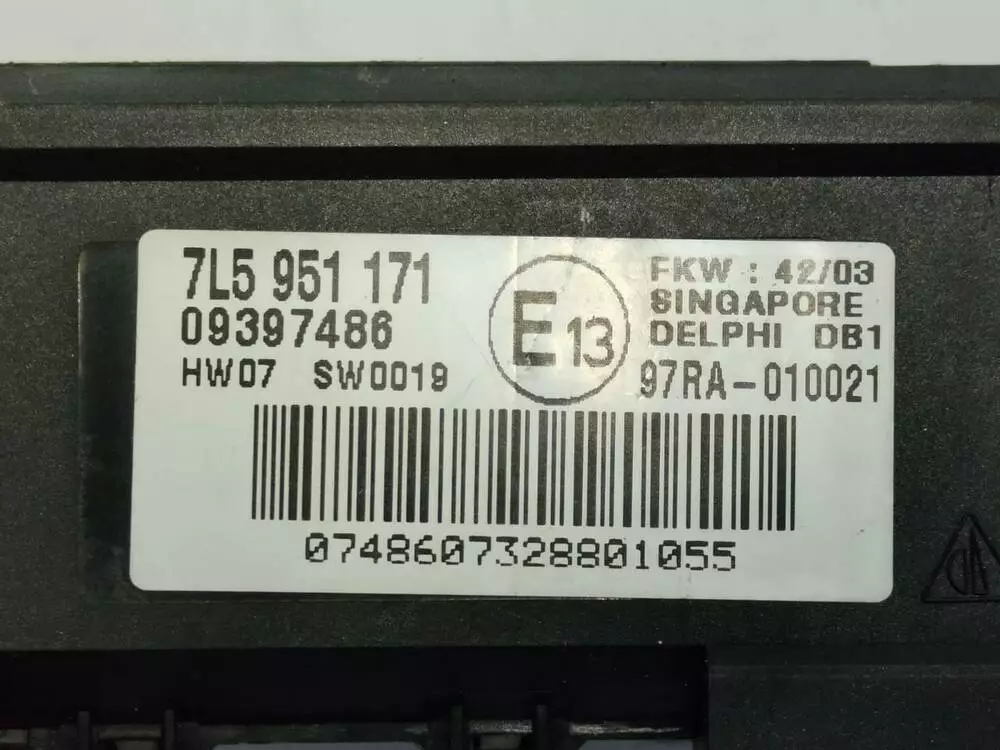 7L5 951 171
09397486
HW07 SW0019
E13
FKW : 42/03
SINGAPORE
DELPHI DB1
97RA-010021
0748607328801055